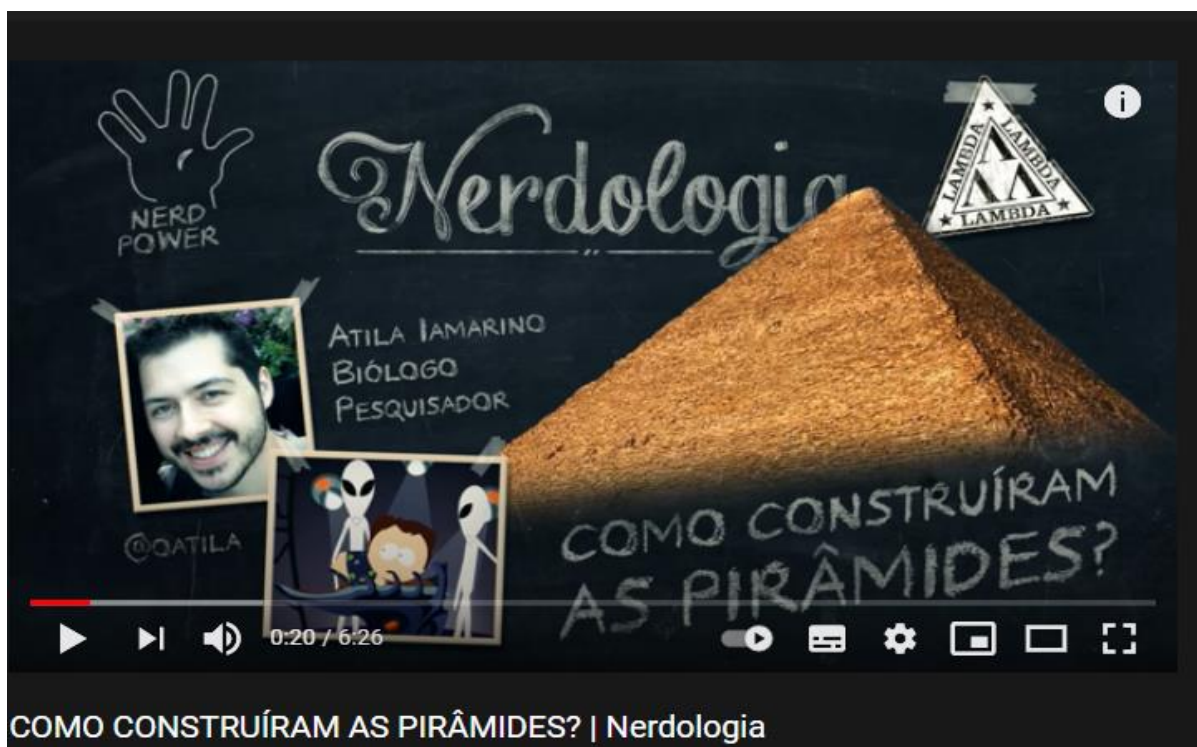 NERD
POWER
Nerdologia
LAMBDA
LAMBDA
LAMBDA
i
ATILA IAMARINO
BIÓLOGO
PESQUISADOR
@OATILA
COMO CONSTRUÍRAM
AS PIRÂMIDES?
0:20 / 6:26
COMO CONSTRUÍRAM AS PIRÂMIDES? | Nerdologia